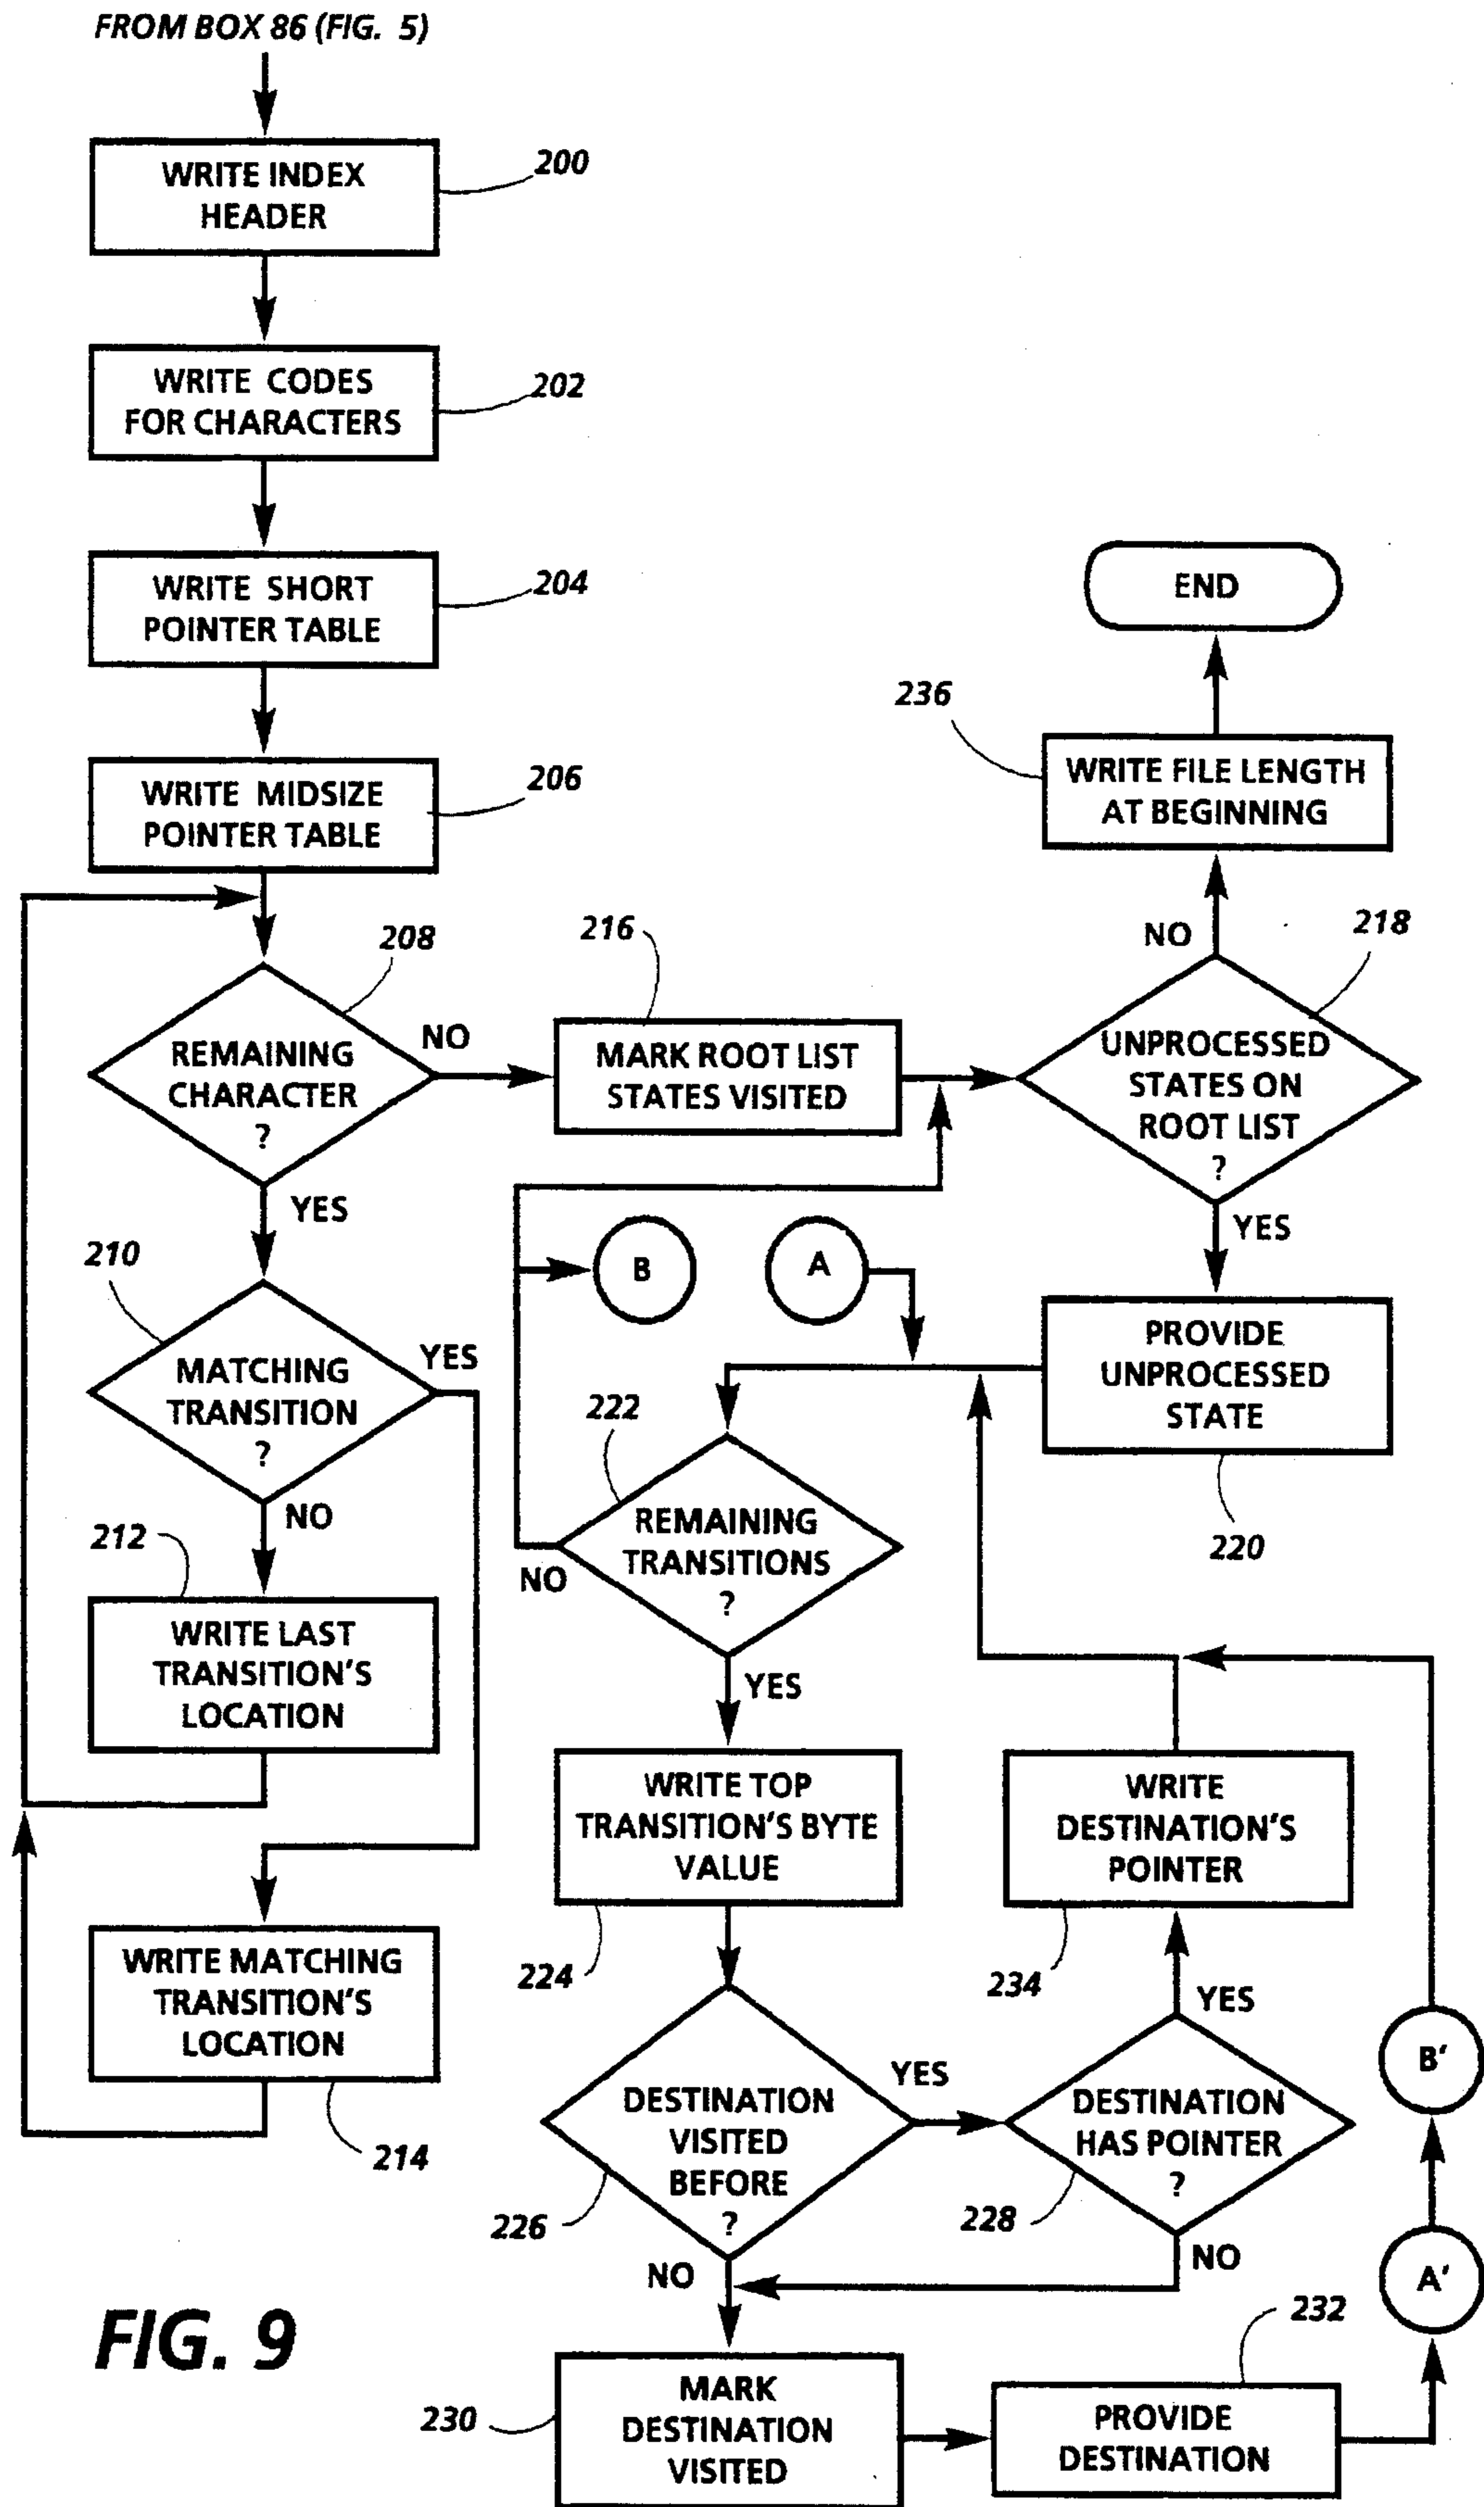 FROM BOX 86 (FIG. 5)
WRITE INDEX
HEADER
200
WRITE CODES
FOR CHARACTERS
202
WRITE SHORT
POINTER TABLE
204
WRITE MIDSIZE
POINTER TABLE
206
208
REMAINING
CHARACTER
?
NO
YES
210
MATCHING
TRANSITION
?
YES
NO
212
WRITE LAST
TRANSITION'S
LOCATION
WRITE MATCHING
TRANSITION'S
LOCATION
214
216
MARK ROOT LIST
STATES VISITED
END
236
WRITE FILE LENGTH
AT BEGINNING
NO
218
UNPROCESSED
STATES ON
ROOT LIST
?
YES
B
A
PROVIDE
UNPROCESSED
STATE
220
222
REMAINING
TRANSITIONS
?
NO
YES
WRITE TOP
TRANSITION'S BYTE
VALUE
224
WRITE
DESTINATION'S
POINTER
234
DESTINATION
VISITED
BEFORE
?
226
YES
NO
DESTINATION
HAS POINTER
?
228
YES
NO
B'
A'
230
MARK
DESTINATION
VISITED
232
PROVIDE
DESTINATION
FIG. 9